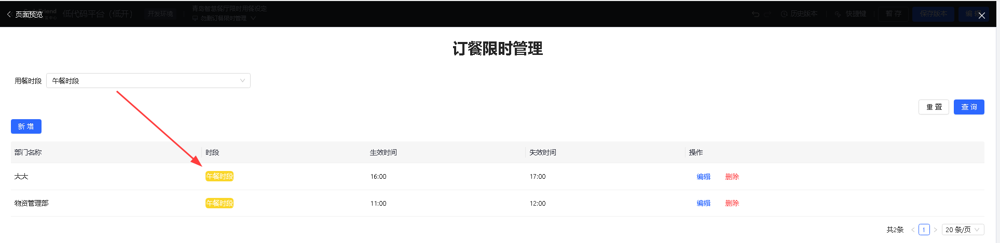 页面预览
低代码平台（低开）
开发环境
青岛智慧餐厅限时用餐设定
勿删订餐限时管理
历史版本
快捷键
暂 存
保存版本
订餐限时管理
用餐时段 午餐时段
重 置 查 询
新 增
部门名称 时段 生效时间 失效时间 操作
大大 午餐时段 16:00 17:00 编辑 删除
物资管理部 午餐时段 11:00 12:00 编辑 删除
共2条 1 20 条/页